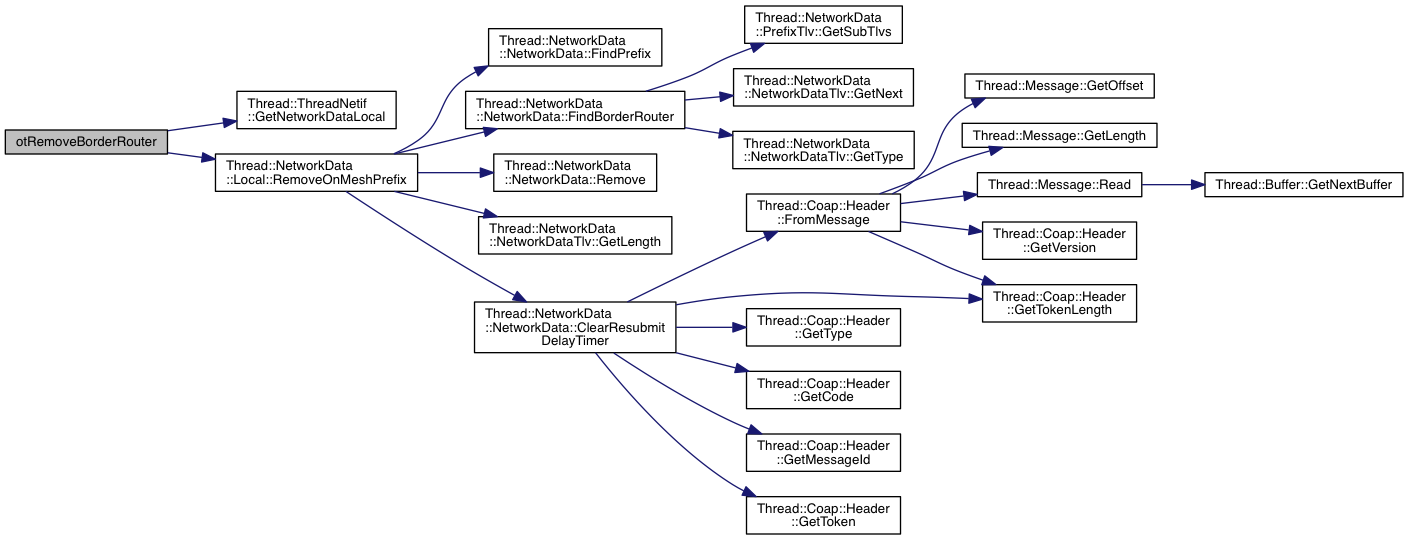 otRemoveBorderRouter
Thread::ThreadNetif
::GetNetworkDataLocal
Thread::NetworkData
::Local::RemoveOnMeshPrefix
Thread::NetworkData
::NetworkData::FindPrefix
Thread::NetworkData
::NetworkData::FindBorderRouter
Thread::NetworkData
::NetworkData::Remove
Thread::NetworkData
::NetworkDataTlv::GetLength
Thread::NetworkData
::NetworkData::ClearResubmit
DelayTimer
Thread::NetworkData
::PrefixTlv::GetSubTlvs
Thread::NetworkData
::NetworkDataTlv::GetNext
Thread::NetworkData
::NetworkDataTlv::GetType
Thread::Coap::Header
::FromMessage
Thread::Coap::Header
::GetType
Thread::Coap::Header
::GetCode
Thread::Coap::Header
::GetMessageId
Thread::Coap::Header
::GetToken
Thread::Message::GetOffset
Thread::Message::GetLength
Thread::Message::Read
Thread::Coap::Header
::GetVersion
Thread::Coap::Header
::GetTokenLength
Thread::Buffer::GetNextBuffer